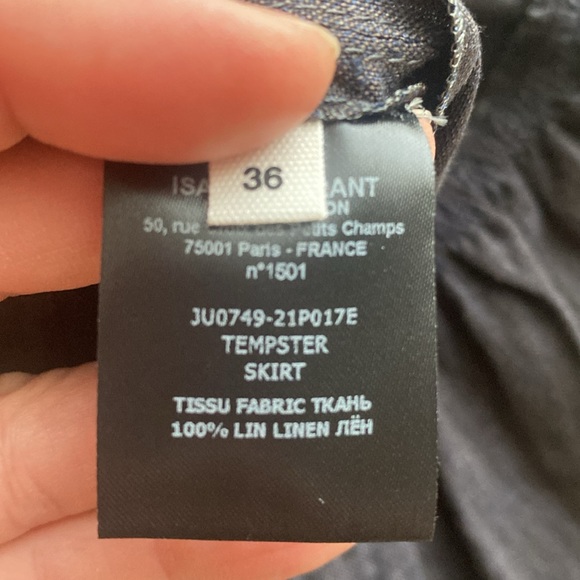 36
50, rue des Petits Champs
75001 Paris - FRANCE
n°1501
JU0749-21P017E
TEMPSTER
SKIRT
TISSU FABRIC ТКАНЬ
100% LIN LINEN ЛЁН